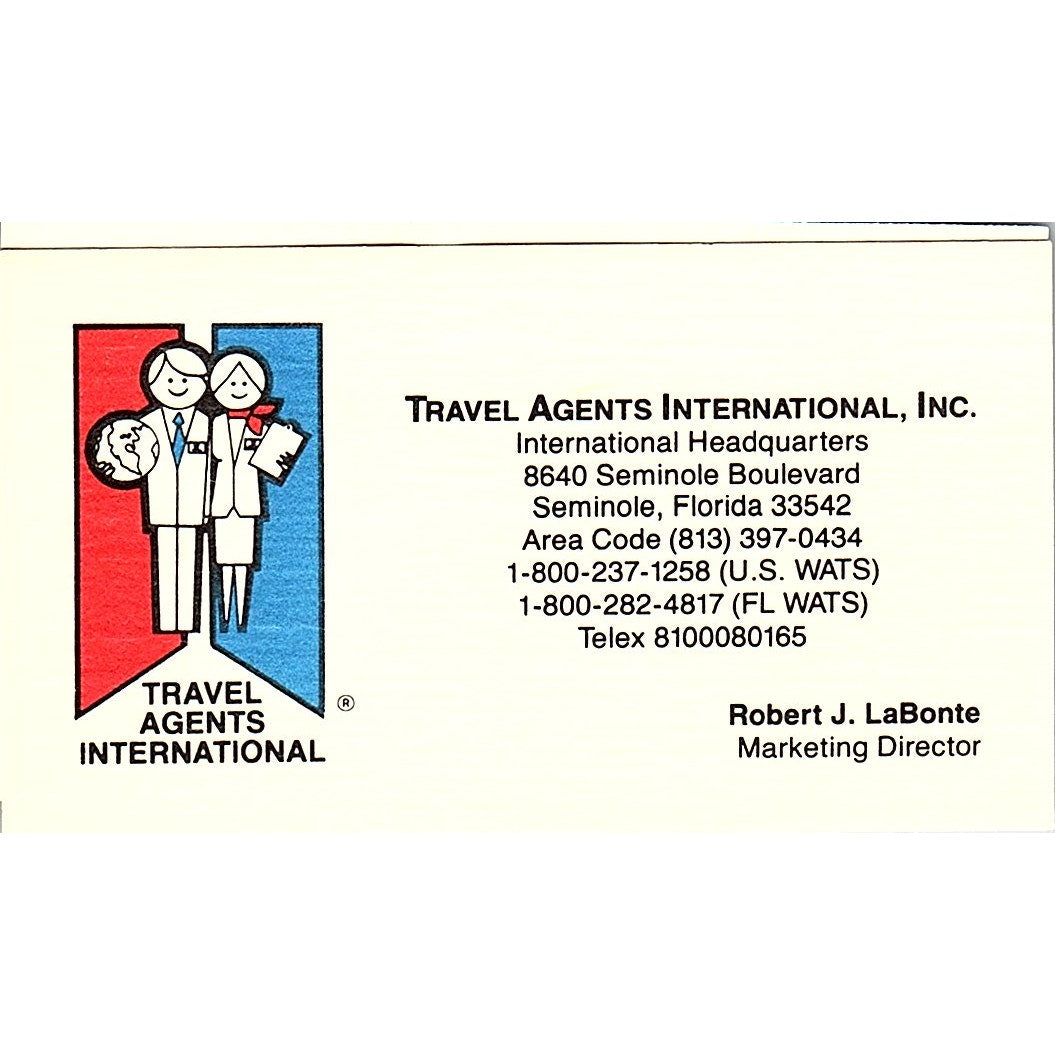 TRAVEL AGENTS INTERNATIONAL, INC.
International Headquarters
8640 Seminole Boulevard
Seminole, Florida 33542
Area Code (813) 397-0434
1-800-237-1258 (U.S. WATS)
1-800-282-4817 (FL WATS)
Telex 8100080165
Robert J. LaBonte
Marketing Director
TRAVEL
AGENTS
INTERNATIONAL
®